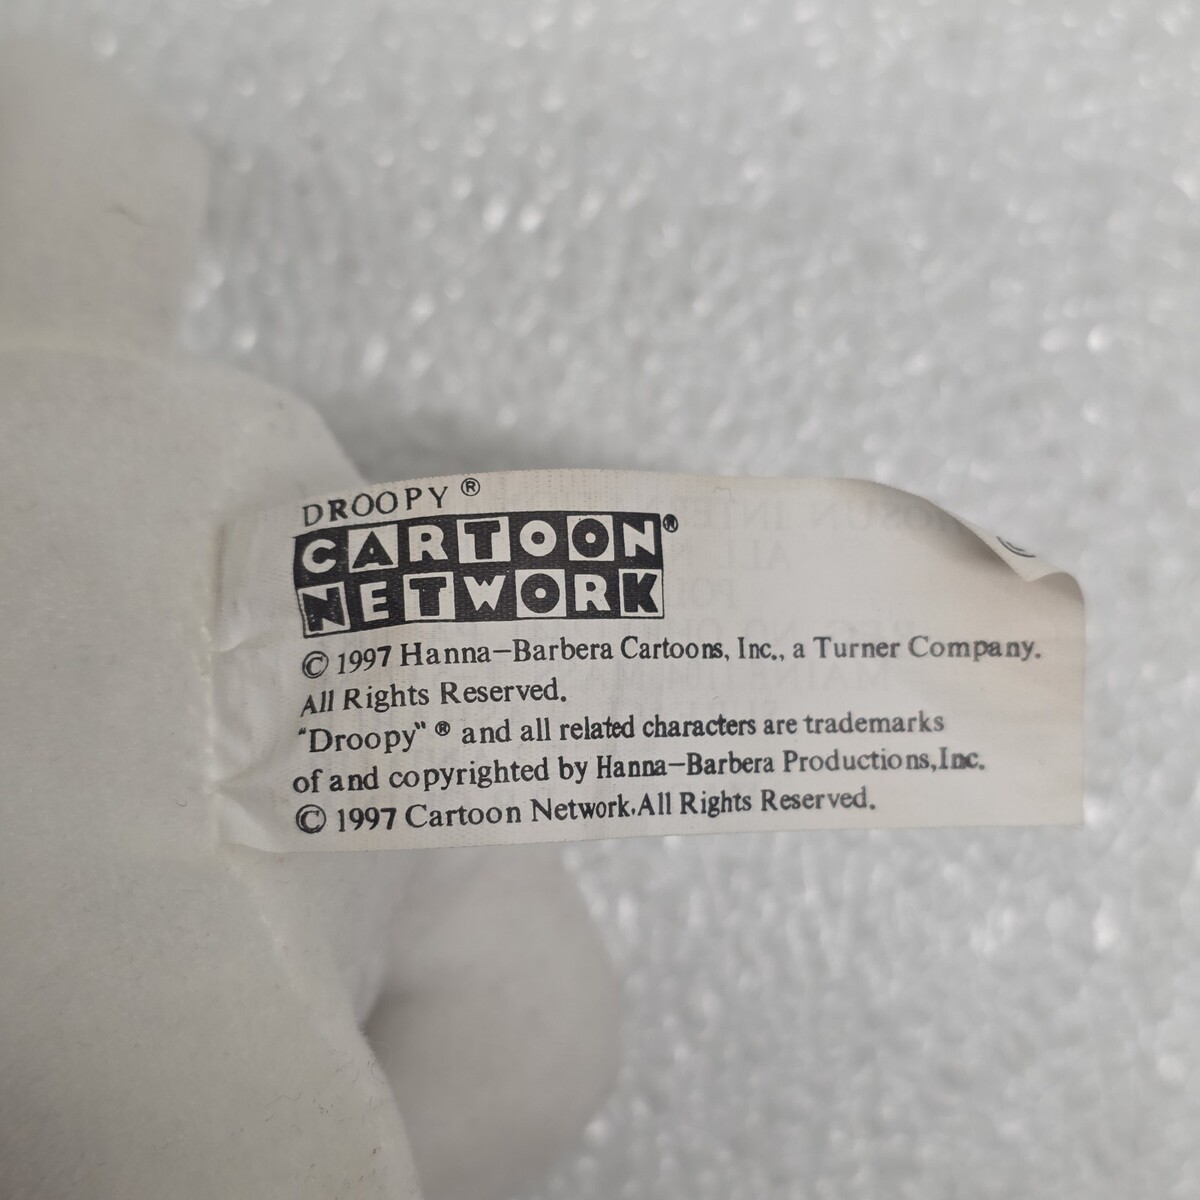 DROOPY ®
CARTOON®
NETWORK
© 1997 Hanna-Barbera Cartoons, Inc., a Turner Company.
All Rights Reserved.
"Droopy" ® and all related characters are trademarks
of and copyrighted by Hanna-Barbera Productions,Inc.
© 1997 Cartoon Network.All Rights Reserved.